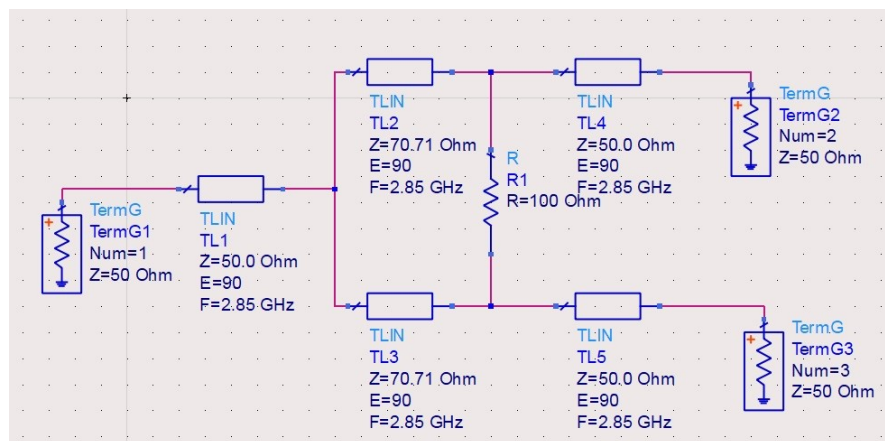 TLIN
TL2
Z=70.71 Ohm
E=90
F=2.85 GHz
TLIN
TL4
Z=50.0 Ohm
E=90
F=2.85 GHz
+
TermG
TermG2
Num=2
Z=50 Ohm
R
R1
R=100 Ohm
+
TermG
TermG1
Num=1
Z=50 Ohm
TLIN
TL1
Z=50.0 Ohm
E=90
F=2.85 GHz
TLIN
TL3
Z=70.71 Ohm
E=90
F=2.85 GHz
TLIN
TL5
Z=50.0 Ohm
E=90
F=2.85 GHz
+
TermG
TermG3
Num=3
Z=50 Ohm